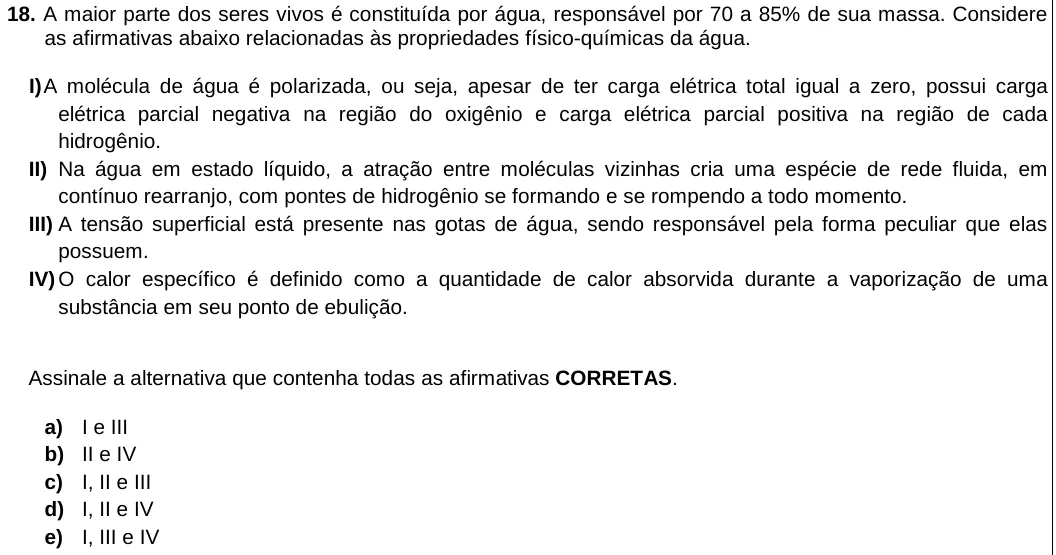 18. A maior parte dos seres vivos é constituída por água, responsável por 70 a 85% de sua massa. Considere
as afirmativas abaixo relacionadas às propriedades físico-químicas da água.
I) A molécula de água é polarizada, ou seja, apesar de ter carga elétrica total igual a zero, possui carga
elétrica parcial negativa na região do oxigênio e carga elétrica parcial positiva na região de cada
hidrogênio.
II) Na água em estado líquido, a atração entre moléculas vizinhas cria uma espécie de rede fluida, em
contínuo rearranjo, com pontes de hidrogênio se formando e se rompendo a todo momento.
III) A tensão superficial está presente nas gotas de água, sendo responsável pela forma peculiar que elas
possuem.
IV) O calor específico é definido como a quantidade de calor absorvida durante a vaporização de uma
substância em seu ponto de ebulição.
Assinale a alternativa que contenha todas as afirmativas CORRETAS.
a) I e III
b) II e IV
c) I, II e III
d) I, II e IV
e) I, III e IV